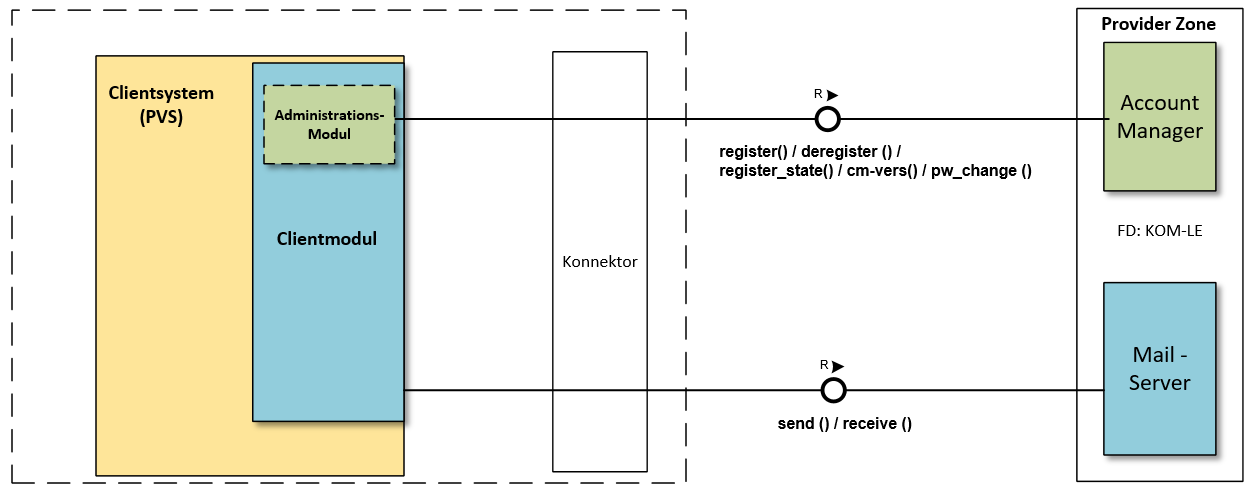 Provider Zone
Clientsystem
(PVS)
Administrations-
Modul
R
Account
Manager
register() / deregister () /
register_state() / cm-vers() / pw_change ()
Clientmodul
FD: KOM-LE
Konnektor
R
Mail -
Server
send () / receive ()